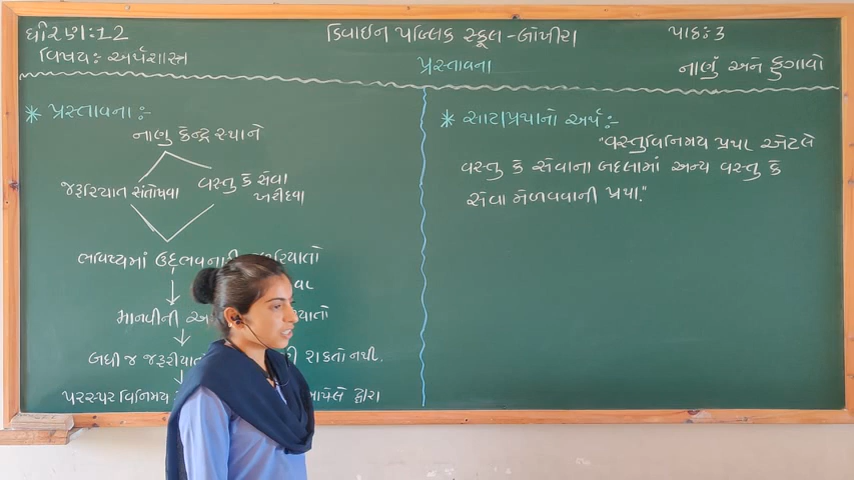 ધોરણ:12
ડિવાઇન પબ્લિક સ્કૂલ-લોખીરા
પાઠ:3
વિષય: અર્થશાસ્ત્ર
પ્રસ્તાવના
નાણું અને ફુગાવો
* પ્રસ્તાવના:-
નાણું કેન્દ્ર સ્થાને
જરૂરિયાત સંતોષવા
વસ્તુ કે સેવા
ખરીદવા
ભવિષ્યમાં ઉદ્ભવનારી
માનવીની
બધી જ જરૂરીયાતો શકતો નથી.
પરસ્પર વિનિમય દ્વારા
* સાટાપ્રથાનો અર્થ:-
"વસ્તુવિનિમય પ્રથા એટલે
વસ્તુ કે સેવાના બદલામાં અન્ય વસ્તુ કે
સેવા મેળવવાની પ્રથા."